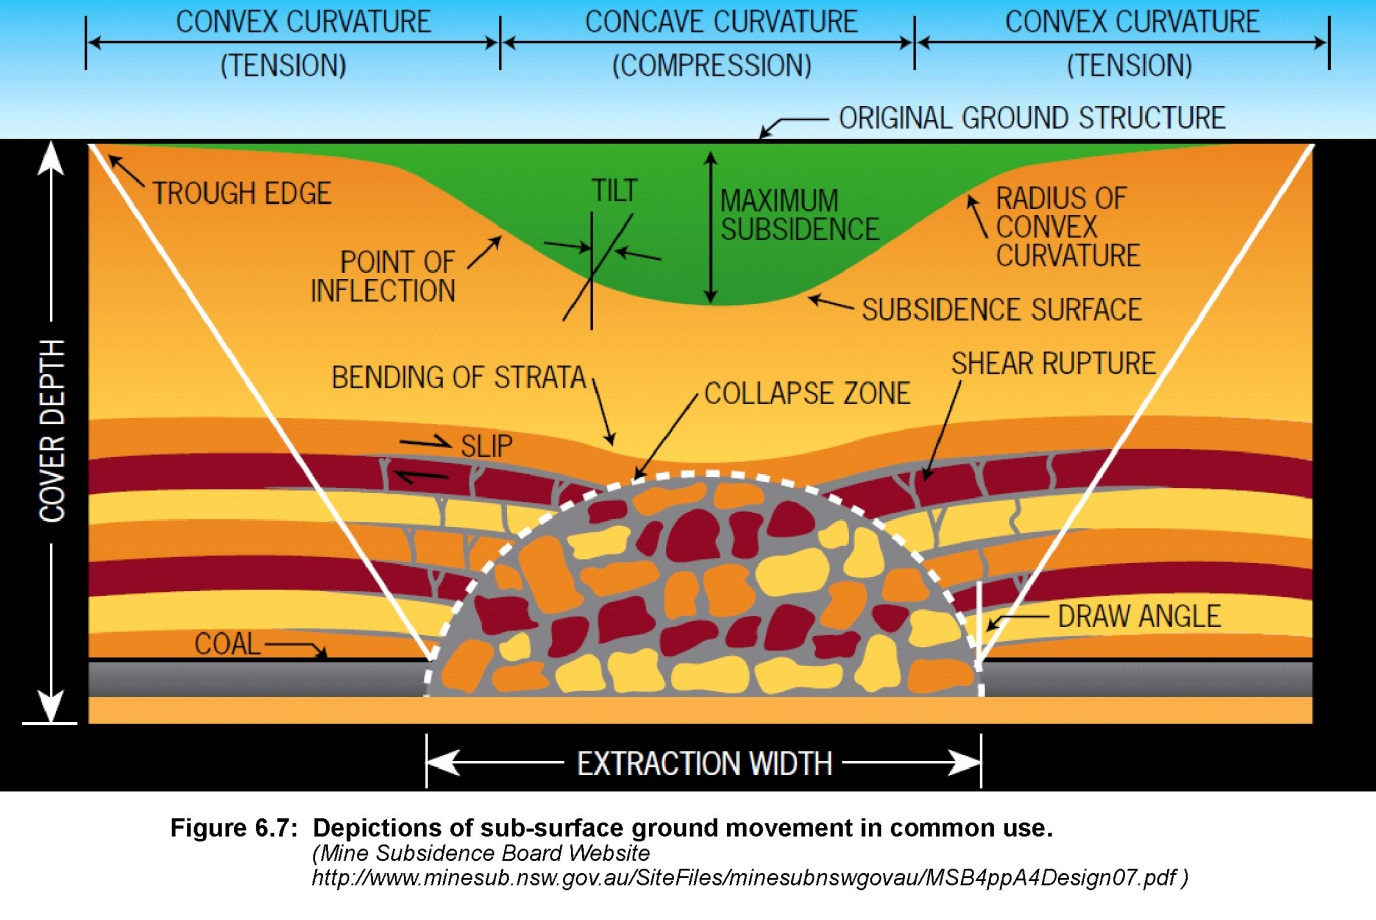 CONVEX CURVATURE
(TENSION)
CONCAVE CURVATURE
(COMPRESSION)
CONVEX CURVATURE
(TENSION)
ORIGINAL GROUND STRUCTURE
TROUGH EDGE
TILT
MAXIMUM
SUBSIDENCE
RADIUS OF
CONVEX
CURVATURE
POINT OF
INFLECTION
SUBSIDENCE SURFACE
COVER DEPTH
BENDING OF STRATA
COLLAPSE ZONE
SHEAR RUPTURE
SLIP
COAL
DRAW ANGLE
EXTRACTION WIDTH
Figure 6.7: Depictions of sub-surface ground movement in common use.
(Mine Subsidence Board Website
http://www.minesub.nsw.gov.au/SiteFiles/minesubnswgovau/MSB4ppA4Design07.pdf )